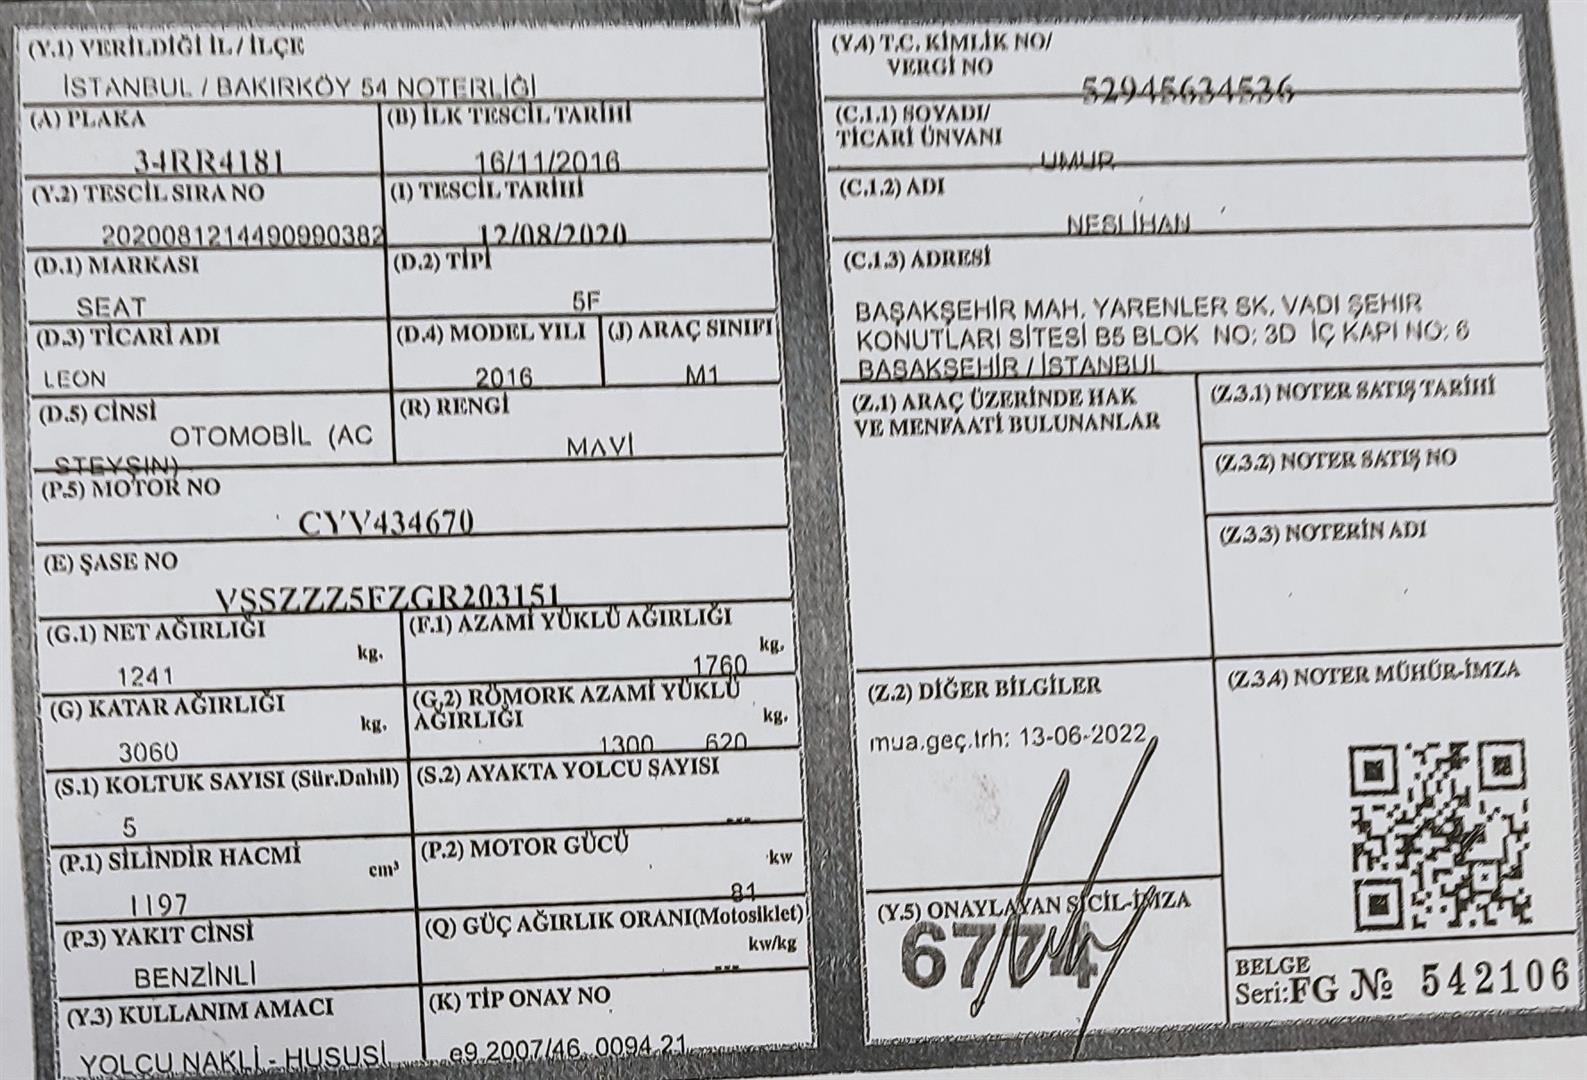 (Y.1) VERİLDİĞİ İL / İLÇE
İSTANBUL / BAKIRKÖY 54 NOTERLİĞİ
(A) PLAKA
34RR4181
(B) İLK TESCİL TARİHİ
16/11/2016
(Y.2) TESCİL SIRA NO
2020081214490990382
(I) TESCİL TARİHİ
12/08/2020
(D.1) MARKASI
SEAT
(D.2) TİPİ
5F
(D.3) TİCARİ ADI
LEON
(D.4) MODEL YILI
2016
(J) ARAÇ SINIFI
M1
(D.5) CİNSİ
OTOMOBİL (AC
STEYŞIN)
(R) RENGİ
MAVİ
(P.5) MOTOR NO
CYV434670
(E) ŞASE NO
VSSZZZ5FZGR203151
(G.1) NET AĞIRLIĞI
kg.
1241
(F.1) AZAMİ YÜKLÜ AĞIRLIĞI
kg.
1760
(G) KATAR AĞIRLIĞI
kg.
3060
(G.2) RÖMORK AZAMİ YÜKLÜ
AĞIRLIĞI
kg.
1300 620
(S.1) KOLTUK SAYISI (Sür.Dahil)
5
(S.2) AYAKTA YOLCU SAYISI
---
(P.1) SİLİNDİR HACMİ
cm³
1197
(P.2) MOTOR GÜCÜ
kw
81
(P.3) YAKIT CİNSİ
BENZİNLİ
(Q) GÜÇ AĞIRLIK ORANI(Motosiklet)
kw/kg
---
(Y.3) KULLANIM AMACI
YOLCU NAKLİ - HUSUSİ
(K) TİP ONAY NO
e9 2007/46 0094 21
(Y.4) T.C. KİMLİK NO/
VERGİ NO
52945634536
(C.1.1) SOYADI/
TİCARİ ÜNVANI
UMUR
(C.1.2) ADI
NESLİHAN
(C.1.3) ADRESİ
BAŞAKŞEHİR MAH. YARENLER SK. VADİ ŞEHİR
KONUTLARI SİTESİ B5 BLOK NO: 3D İÇ KAPI NO: 6
BAŞAKŞEHİR / İSTANBUL
(Z.1) ARAÇ ÜZERİNDE HAK
VE MENFAATİ BULUNANLAR
(Z.3.1) NOTER SATIŞ TARİHİ
(Z.3.2) NOTER SATIŞ NO
(Z.3.3) NOTERİN ADI
(Z.2) DİĞER BİLGİLER
mua.geç.trh: 13-06-2022
(Z.3.4) NOTER MÜHÜR-İMZA
(Y.5) ONAYLAYAN SİCİL-İMZA
6774
BELGE
Seri:FG № 542106